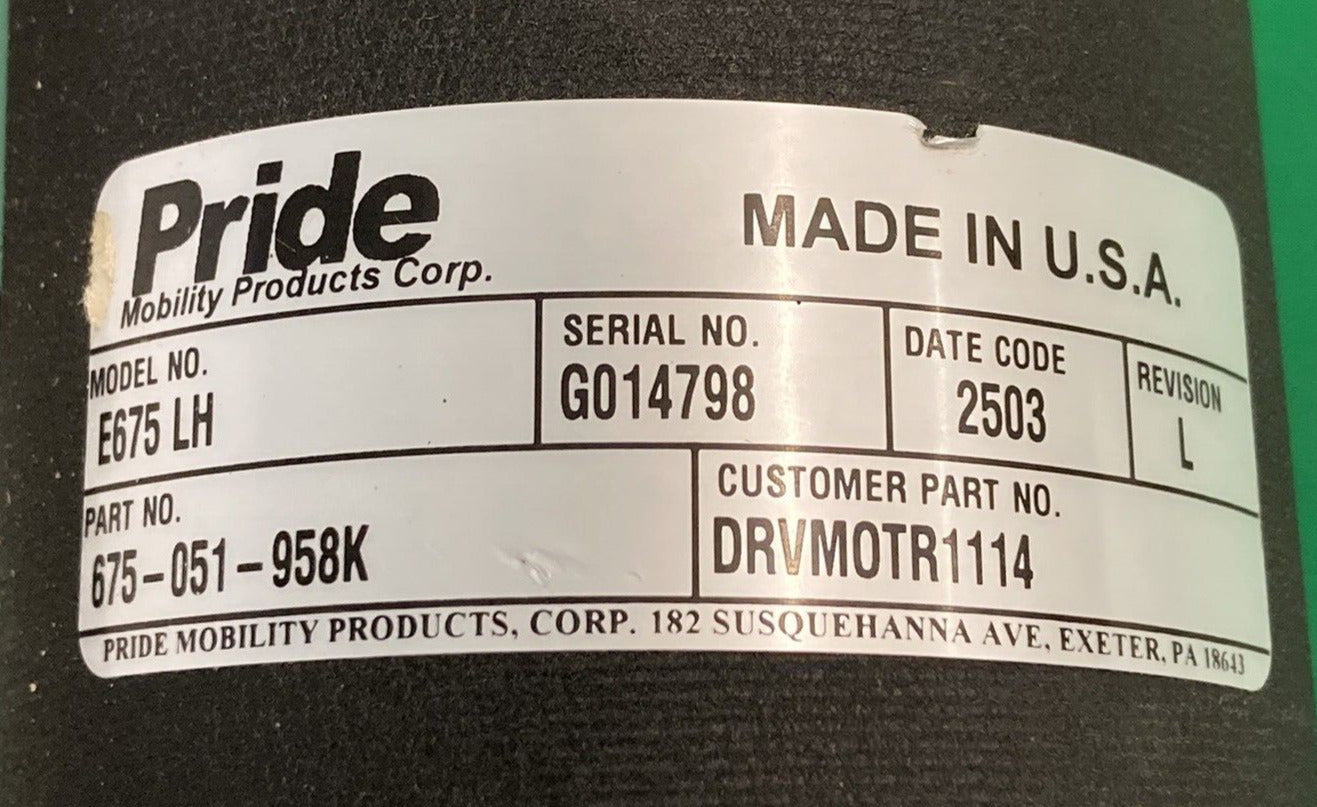 Pride
Mobility Products Corp.
MADE IN U.S.A.
MODEL NO.
E675 LH
SERIAL NO.
G014798
DATE CODE
2503
REVISION
L
PART NO.
675-051-958K
CUSTOMER PART NO.
DRVMOTR1114
PRIDE MOBILITY PRODUCTS, CORP. 182 SUSQUEHANNA AVE, EXETER, PA 18643